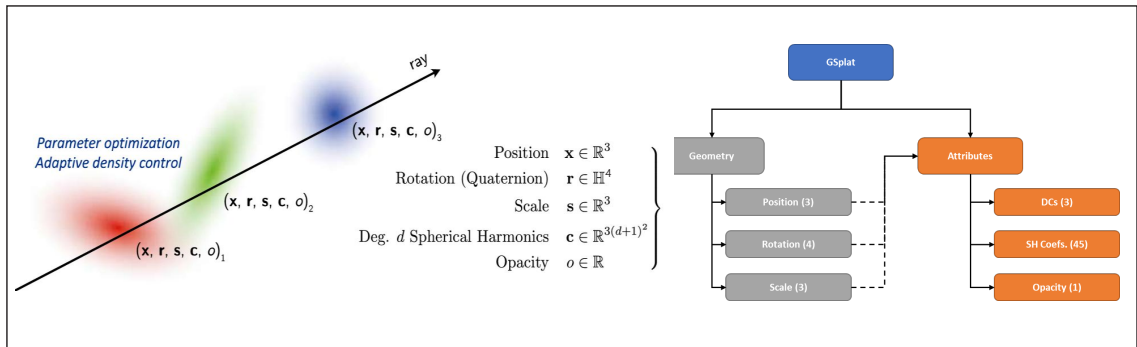 ray
(x, r, s, c, o)₃
Parameter optimization
Adaptive density control
(x, r, s, c, o)₂
(x, r, s, c, o)₁
Position x ∈ ℝ³
Rotation (Quaternion) r ∈ ℍ⁴
Scale s ∈ ℝ³
Deg. d Spherical Harmonics c ∈ ℝ^{3(d+1)²}
Opacity o ∈ ℝ
GSplat
Geometry
Position (3)
Rotation (4)
Scale (3)
Attributes
DCs (3)
SH Coefs. (45)
Opacity (1)